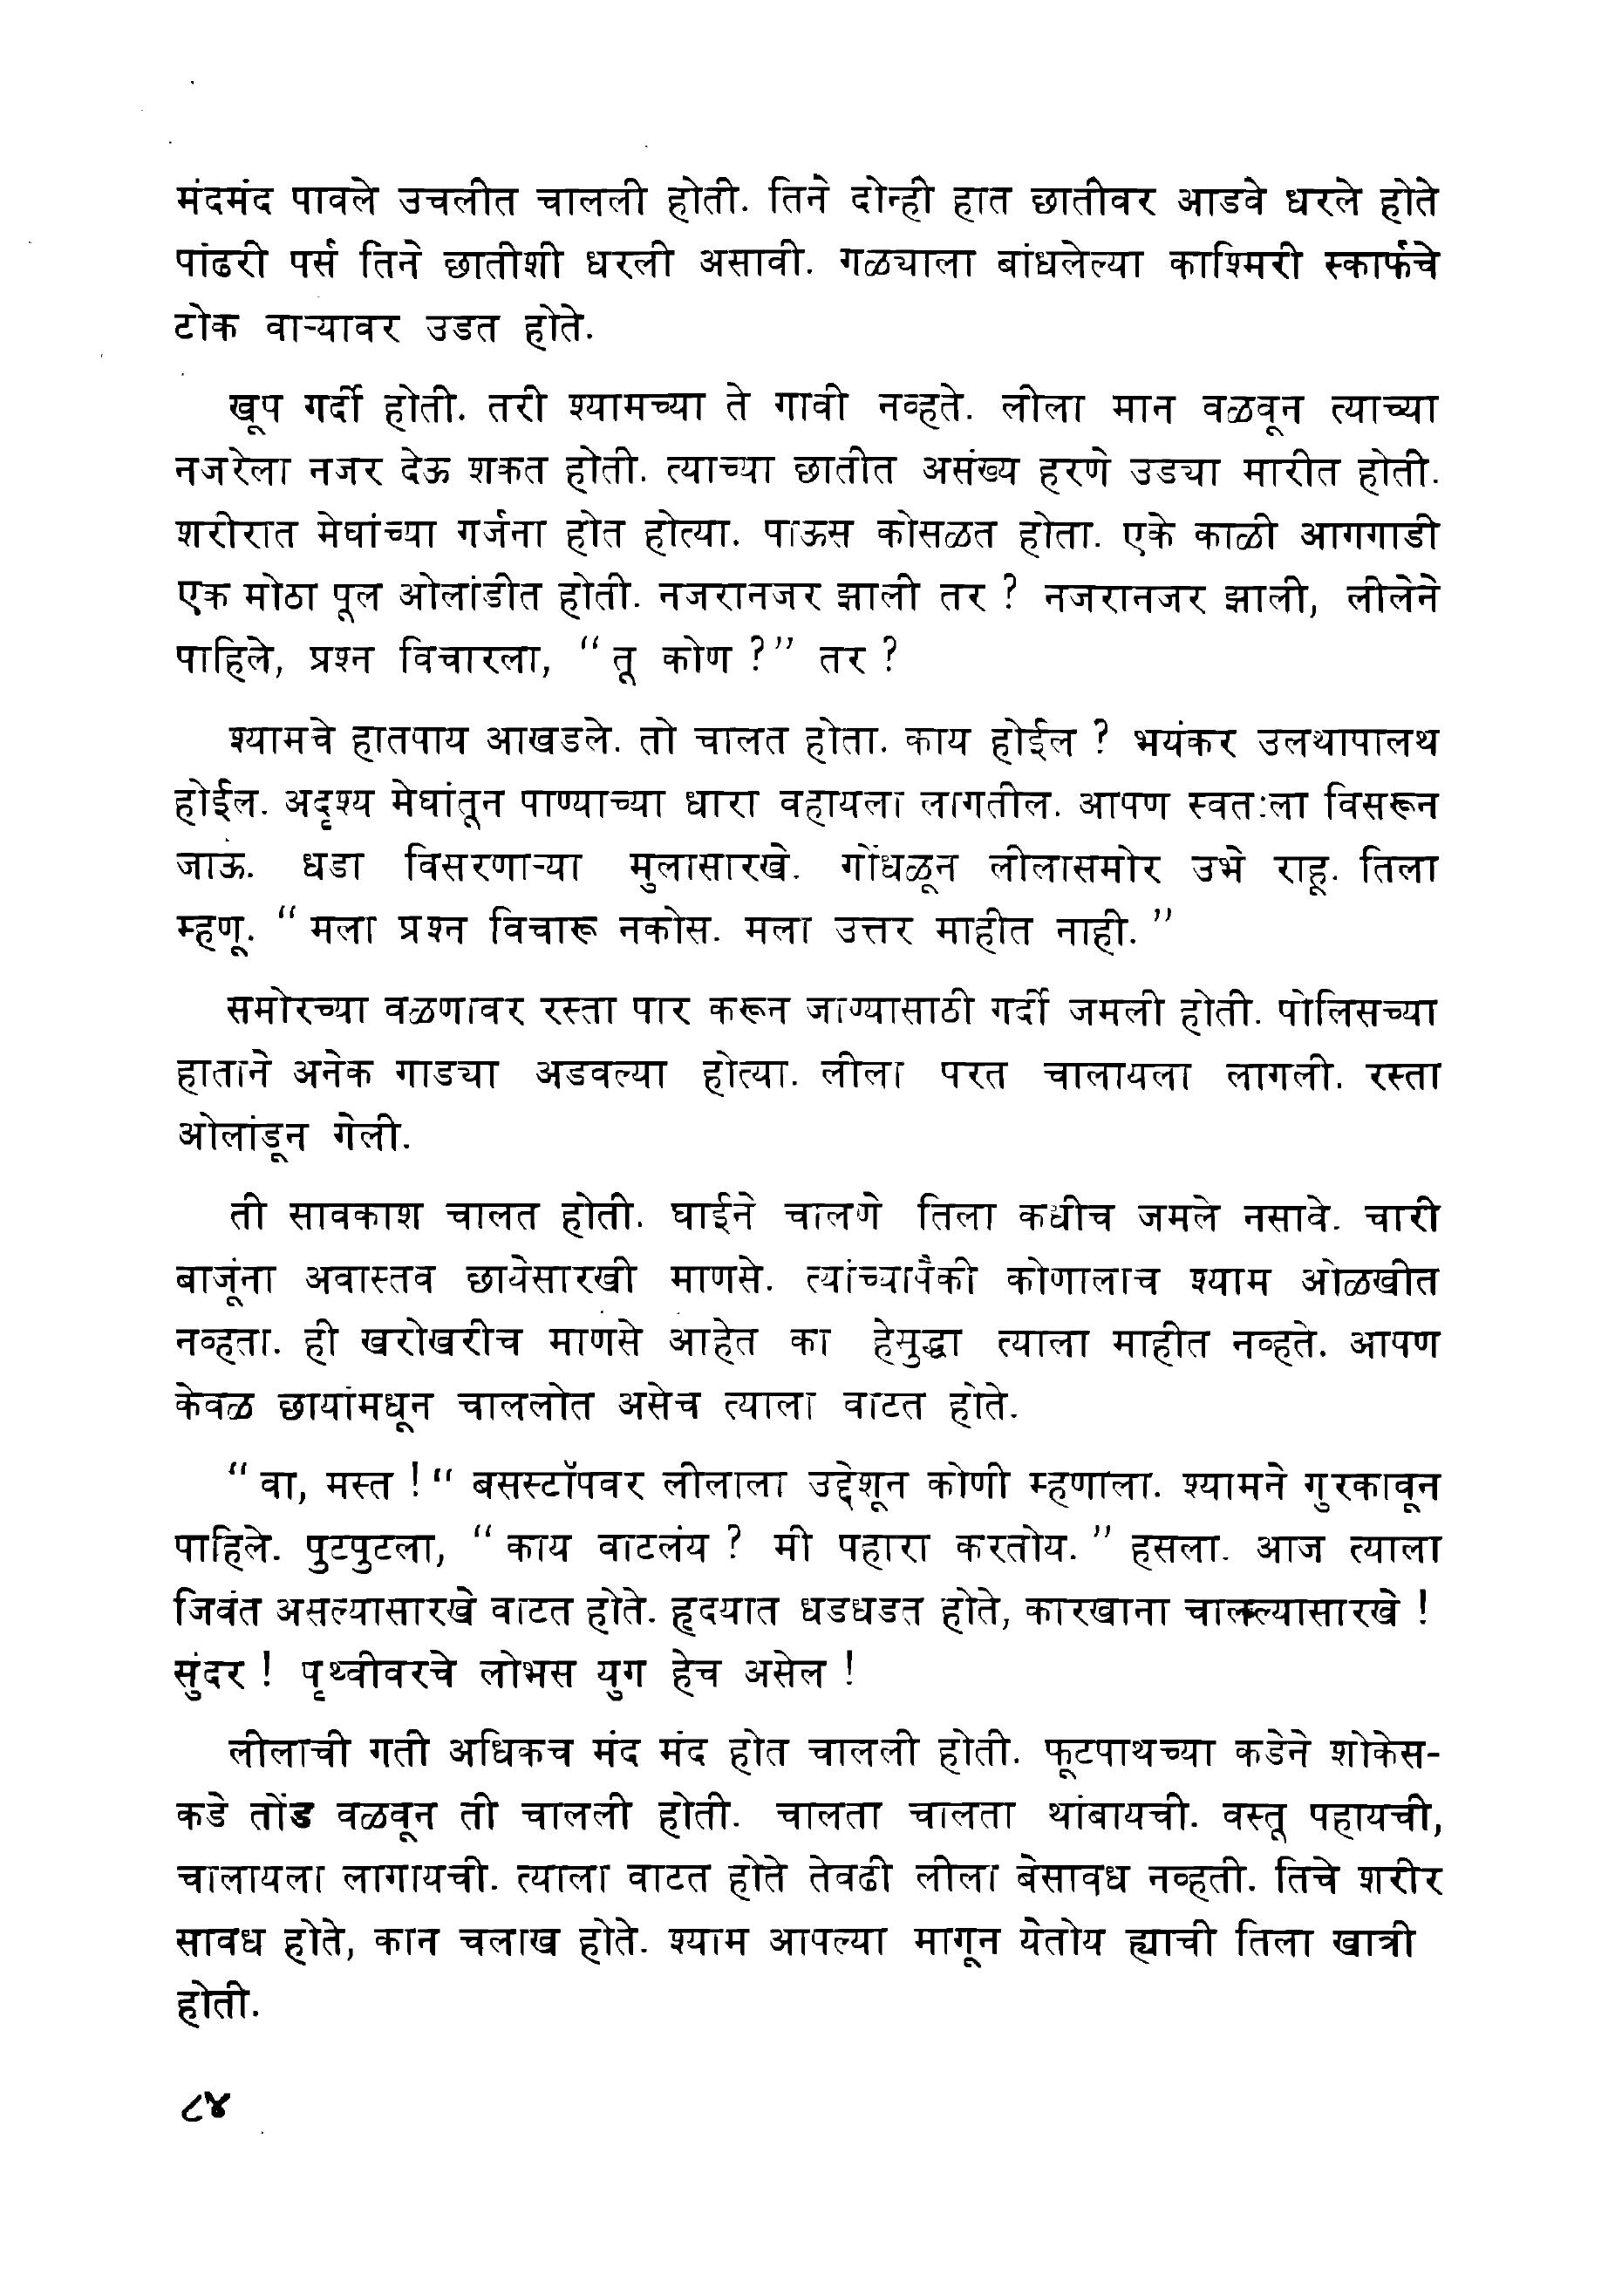 मंदमंद पावले उचलीत चालली होती. तिने दोन्ही हात छातीवर आडवे धरले होते
पांढरी पर्स तिने छातीशी धरली असावी. गळ्याला बांधलेल्या काश्मिरी स्कार्फचे
टोक वाऱ्यावर उडत होते.
खूप गर्दी होती. तरी श्यामच्या ते गावी नव्हते. लीला मान वळवून त्याच्या
नजरेला नजर देऊ शकत होती. त्याच्या छातीत असंख्य हरणे उड्या मारीत होती.
शरीरात मेघांच्या गर्जना होत होत्या. पाऊस कोसळत होता. एके काळी आगगाडी
एक मोठा पूल ओलांडीत होती. नजरानजर झाली तर ? नजरानजर झाली, लीलेने
पाहिले, प्रश्न विचारला, “ तू कोण ?” तर ?
श्यामचे हातपाय आखडले. तो चालत होता. काय होईल ? भयंकर उलथापालथ
होईल. अदृश्य मेघांतून पाण्याच्या धारा वहायला लागतील. आपण स्वतःला विसरून
जाऊ. धडा विसरणाऱ्या मुलासारखे. गोंधळून लीलासमोर उभे राहू. तिला
म्हणू. “ मला प्रश्न विचारू नकोस. मला उत्तर माहीत नाही. ”
समोरच्या वळणावर रस्ता पार करून जाण्यासाठी गर्दी जमली होती. पोलिसच्या
हाताने अनेक गाड्या अडवल्या होत्या. लीला परत चालायला लागली. रस्ता
ओलांडून गेली.
ती सावकाश चालत होती. घाईने चालणे तिला कधीच जमले नसावे. चारी
बाजूंना अवास्तव छायेसारखी माणसे. त्यांच्यापैकी कोणालाच श्याम ओळखीत
नव्हता. ही खरोखरीच माणसे आहेत का हेमुद्धा त्याला माहीत नव्हते. आपण
केवळ छायांमधून चाललोत असेच त्याला वाटत होते.
“ वा, मस्त ! “ बसस्टॉपवर लीलाला उद्देशून कोणी म्हणाला. श्यामने गुरकावून
पाहिले. पुटपुटला, “ काय वाटलंय ? मी पहारा करतोय. ” हसला. आज त्याला
जिवंत असल्यासारखे वाटत होते. हृदयात धडधडत होते, कारखाना चालल्यासारखे !
सुंदर ! पृथ्वीवरचे लोभस युग हेच असेल !
लीलाची गती अधिकच मंद मंद होत चालली होती. फूटपाथच्या कडेने शोकेस-
कडे तोंड वळवून ती चालली होती. चालता चालता थांबायची. वस्तू पहायची,
चालायला लागायची. त्याला वाटत होते तेवढी लीला बेसावध नव्हती. तिचे शरीर
सावध होते, कान चलाख होते. श्याम आपल्या मागून येतोय ह्याची तिला खात्री
होती.
८४